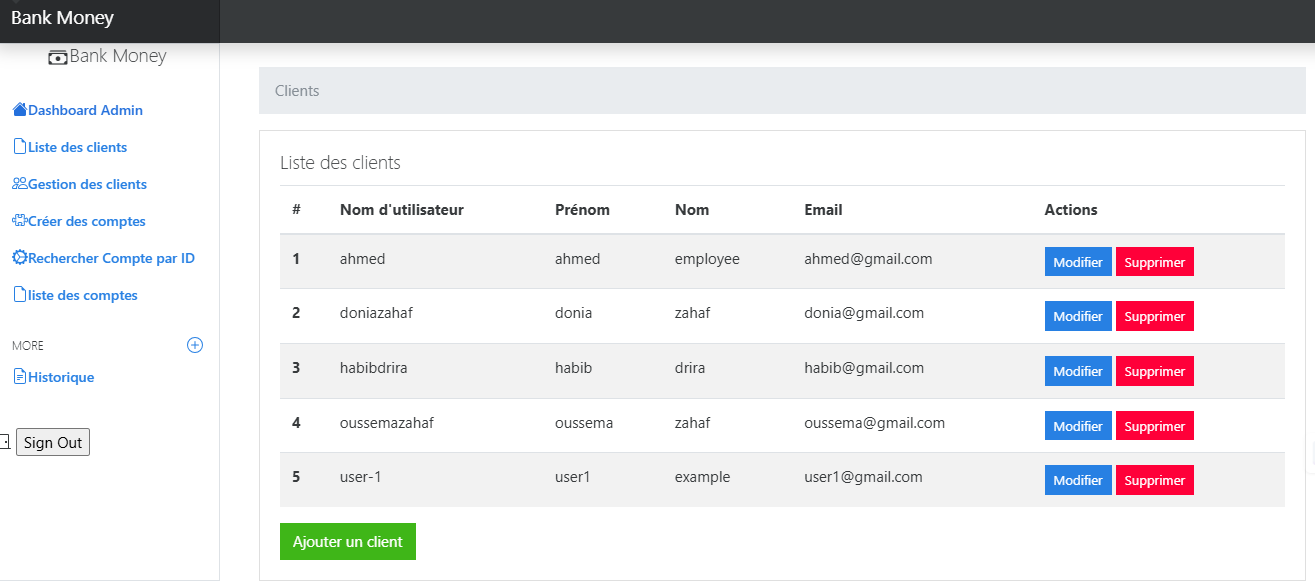 Bank Money
Bank Money
Dashboard Admin
Liste des clients
Gestion des clients
Créer des comptes
Rechercher Compte par ID
liste des comptes
MORE
Historique
Sign Out
Clients
Liste des clients
# Nom d'utilisateur Prénom Nom Email Actions
1 ahmed ahmed employee ahmed@gmail.com Modifier Supprimer
2 doniazahaf donia zahaf donia@gmail.com Modifier Supprimer
3 habibdrira habib drira habib@gmail.com Modifier Supprimer
4 oussemazahaf oussema zahaf oussema@gmail.com Modifier Supprimer
5 user-1 user1 example user1@gmail.com Modifier Supprimer
Ajouter un client